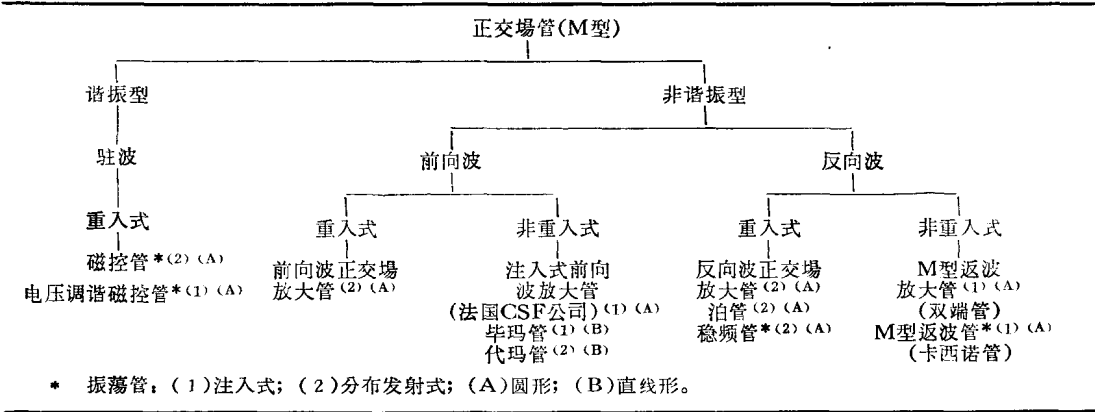 正交場管(M型)
谐振型 非谐振型
驻波 前向波 反向波
重入式 重入式 非重入式 重入式 非重入式
磁控管*(2)(A) 前向波正交場 注入式前向 反向波正交場 M型返波
电压调谐磁控管*(1)(A) 放大管(2)(A) 波放大管 放大管(2)(A) 放大管(1)(A)
(法国CSF公司)(1)(A) 泊管(2)(A) (双端管)
毕玛管(1)(B) 稳频管*(2)(A) M型返波管*(1)(A)
代玛管(2)(B) (卡西诺管)
* 振蕩管；(1)注入式；(2)分布发射式；(A)圆形；(B)直线形。